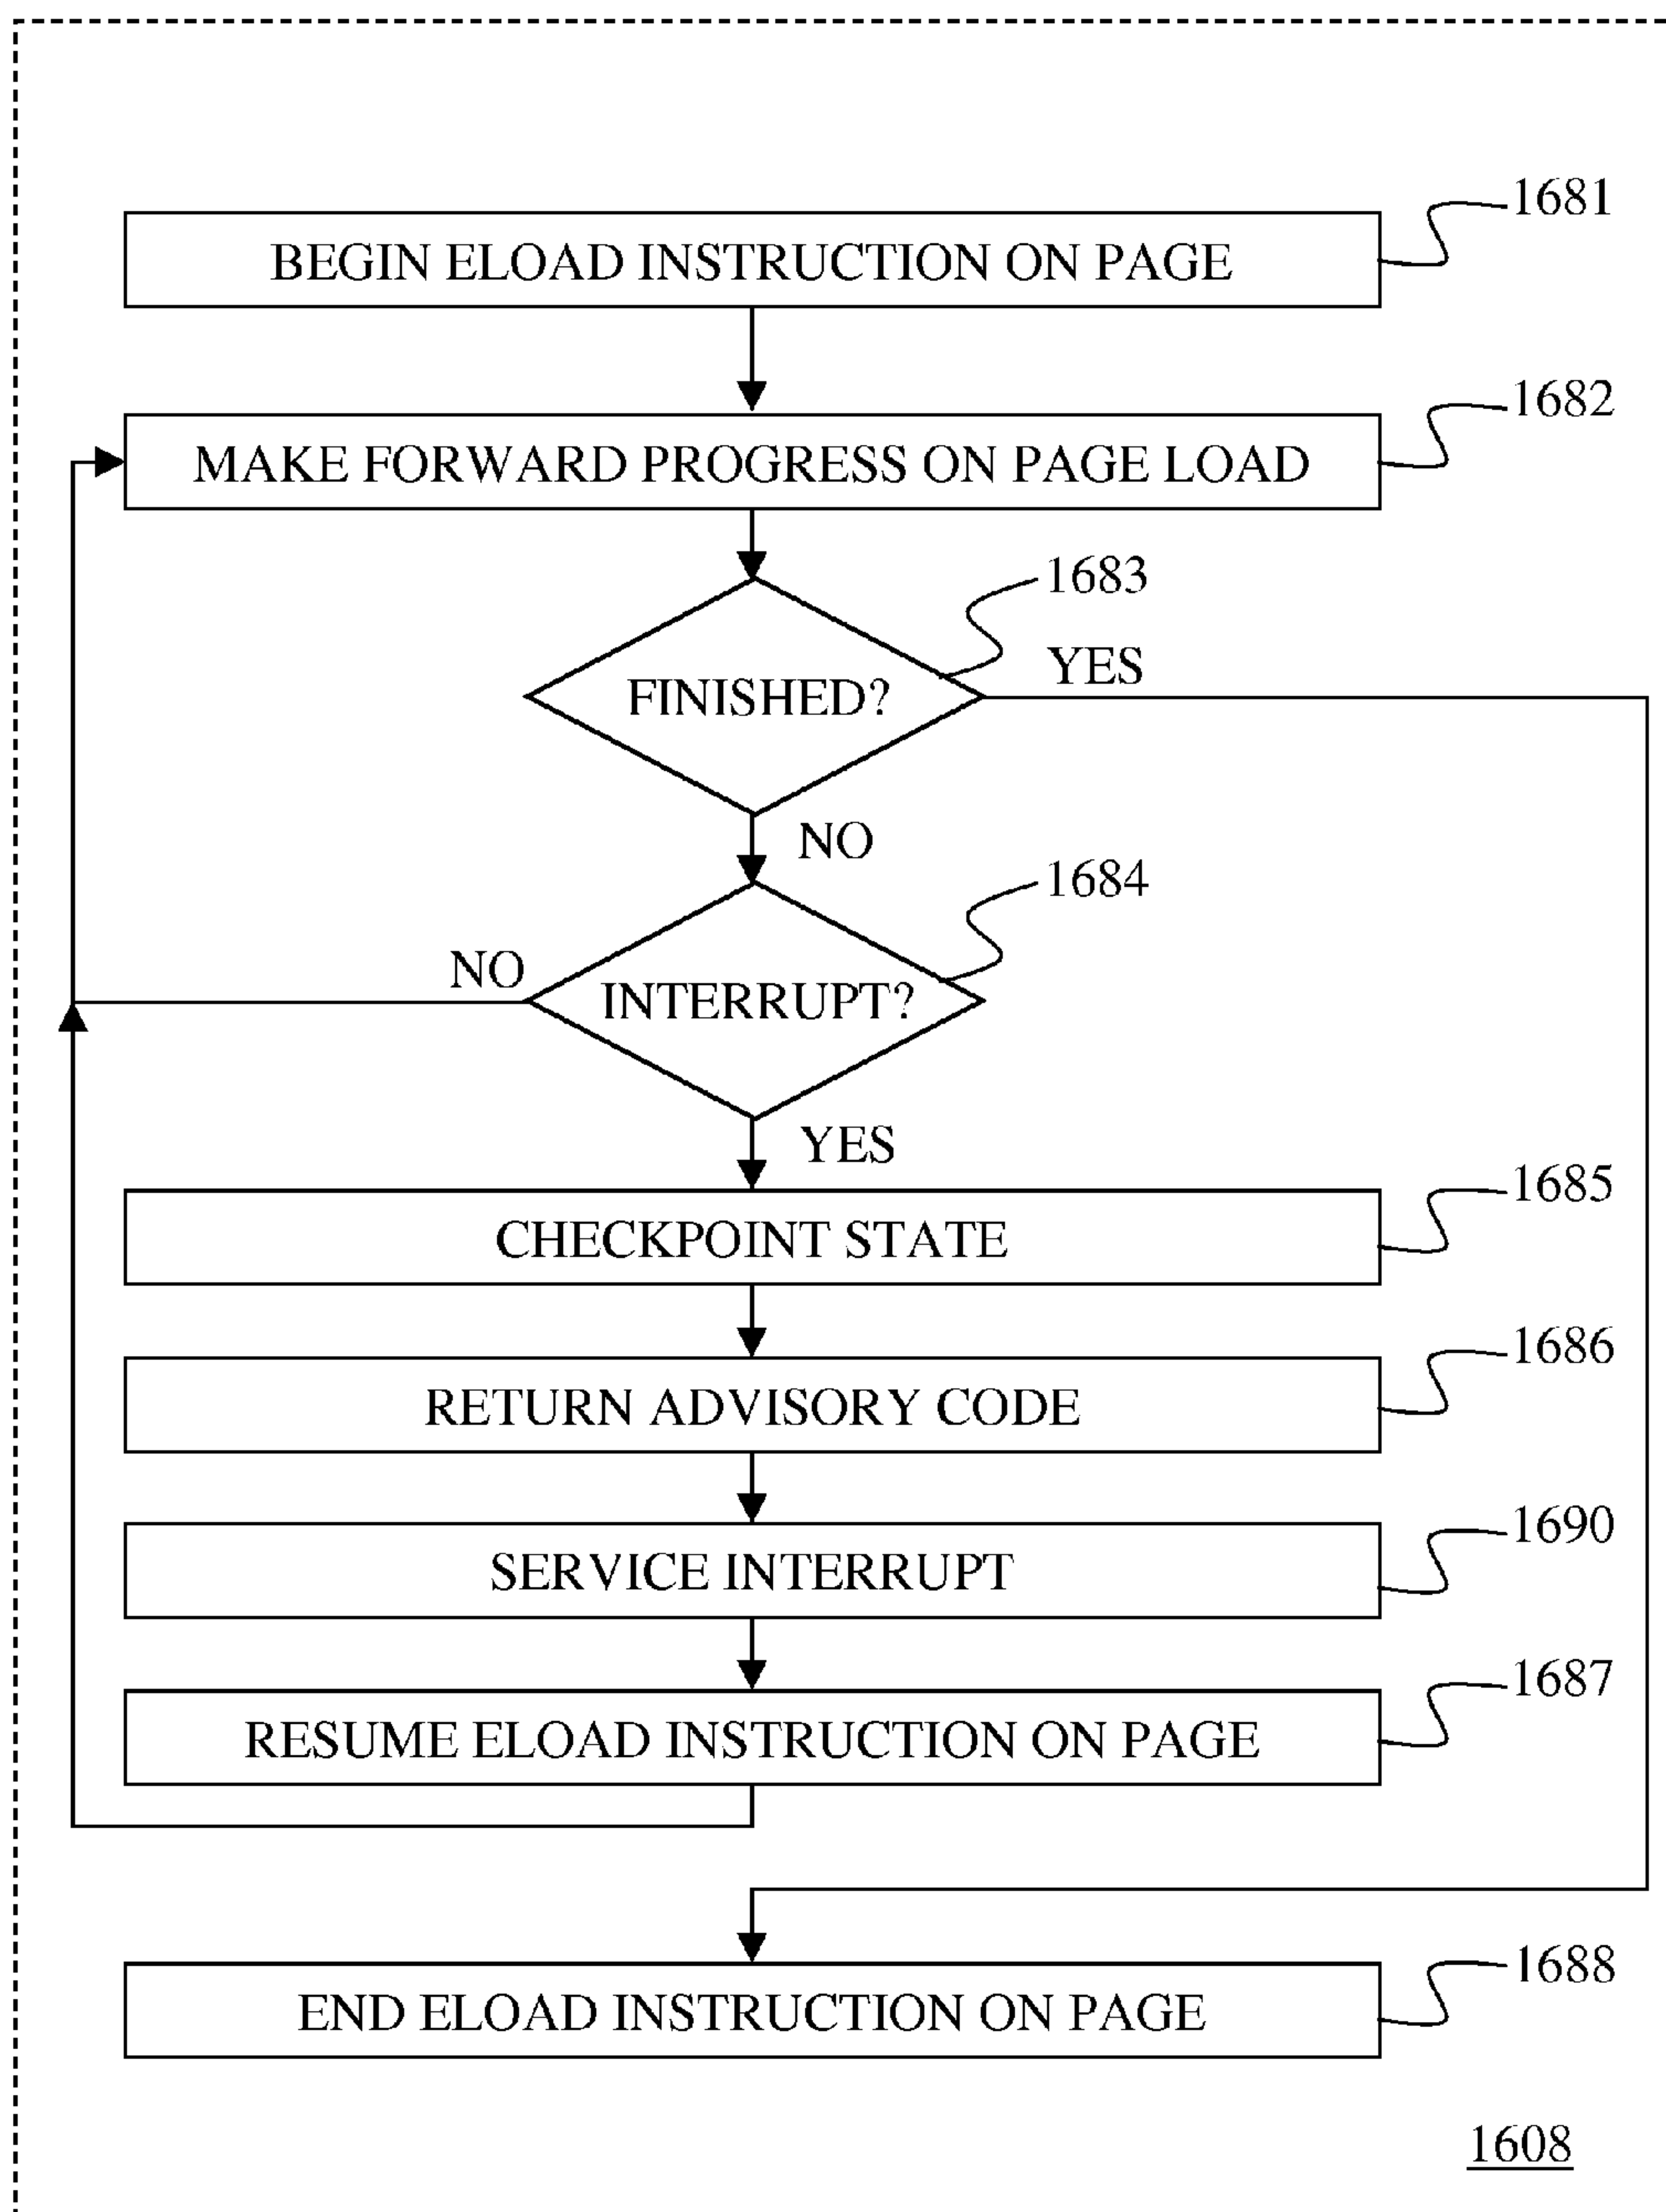 1681
BEGIN ELOAD INSTRUCTION ON PAGE
1682
MAKE FORWARD PROGRESS ON PAGE LOAD
1683
YES
FINISHED?
NO
1684
NO
INTERRUPT?
YES
1685
CHECKPOINT STATE
1686
RETURN ADVISORY CODE
1690
SERVICE INTERRUPT
1687
RESUME ELOAD INSTRUCTION ON PAGE
1688
END ELOAD INSTRUCTION ON PAGE
1608